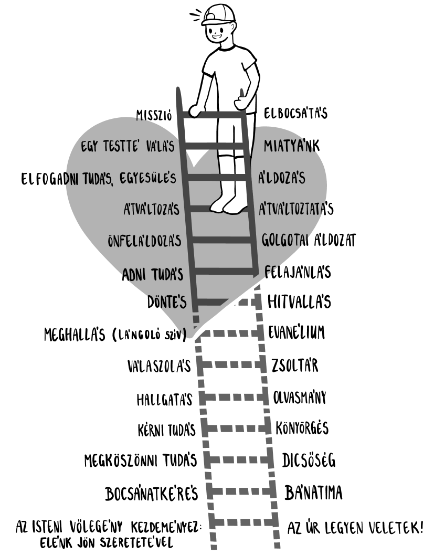 MISSZIÓ ELBOCSÁTÁS
EGY TESTTÉ VÁLÁS MIATYÁNK
ELFOGADNI TUDÁS, EGYESÜLÉS ÁLDOZÁS
ÁTVÁLTOZÁS ÁTVÁLTOZTATÁS
ÖNFELÁLDOZÁS GOLGOTAI ÁLDOZAT
ADNI TUDÁS FELAJÁNLÁS
DÖNTÉS HITVALLÁS
MEGHALLÁS (LÁNGOLÓ SZÍV) EVANÉLIUM
VÁLASZOLÁS ZSOLTÁR
HALLGATÁS OLVASMÁNY
KÉRNI TUDÁS KÖNYÖRGÉS
MEGKÖSZÖNNI TUDÁS DICSŐSÉG
BOCSÁNATKÉRÉS BÁNATIMA
AZ ISTENI VŐLEGÉNY KEZDEMÉNYEZ: AZ ÚR LEGYEN VELETEK!
ELÉNK JÖN SZERETETÉVEL